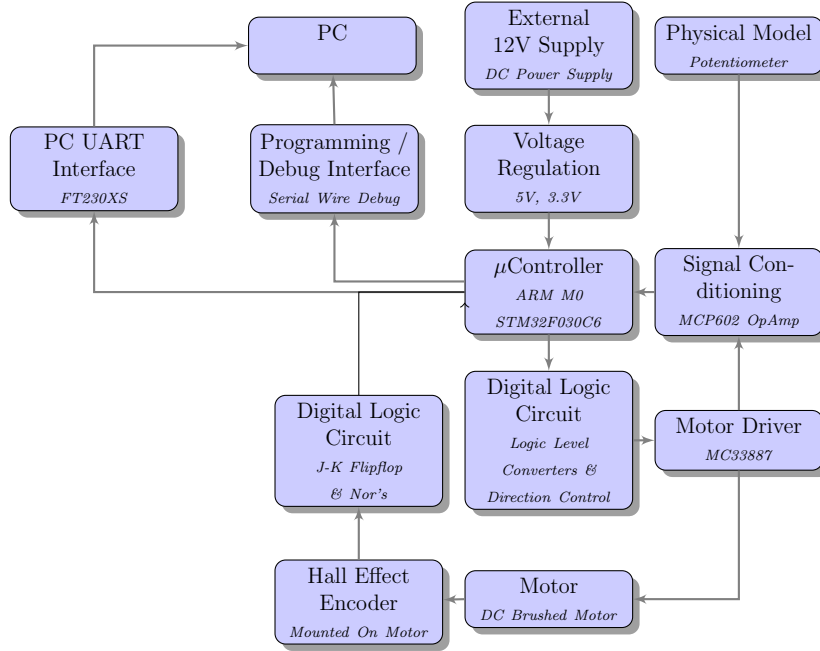 PC
External
12V Supply
DC Power Supply
Physical Model
Potentiometer
PC UART
Interface
FT230XS
Programming /
Debug Interface
Serial Wire Debug
Voltage
Regulation
5V, 3.3V
μController
ARM M0
STM32F030C6
Signal Con-
ditioning
MCP602 OpAmp
Digital Logic
Circuit
J-K Flipflop
& Nor's
Digital Logic
Circuit
Logic Level
Converters &
Direction Control
Motor Driver
MC33887
Hall Effect
Encoder
Mounted On Motor
Motor
DC Brushed Motor